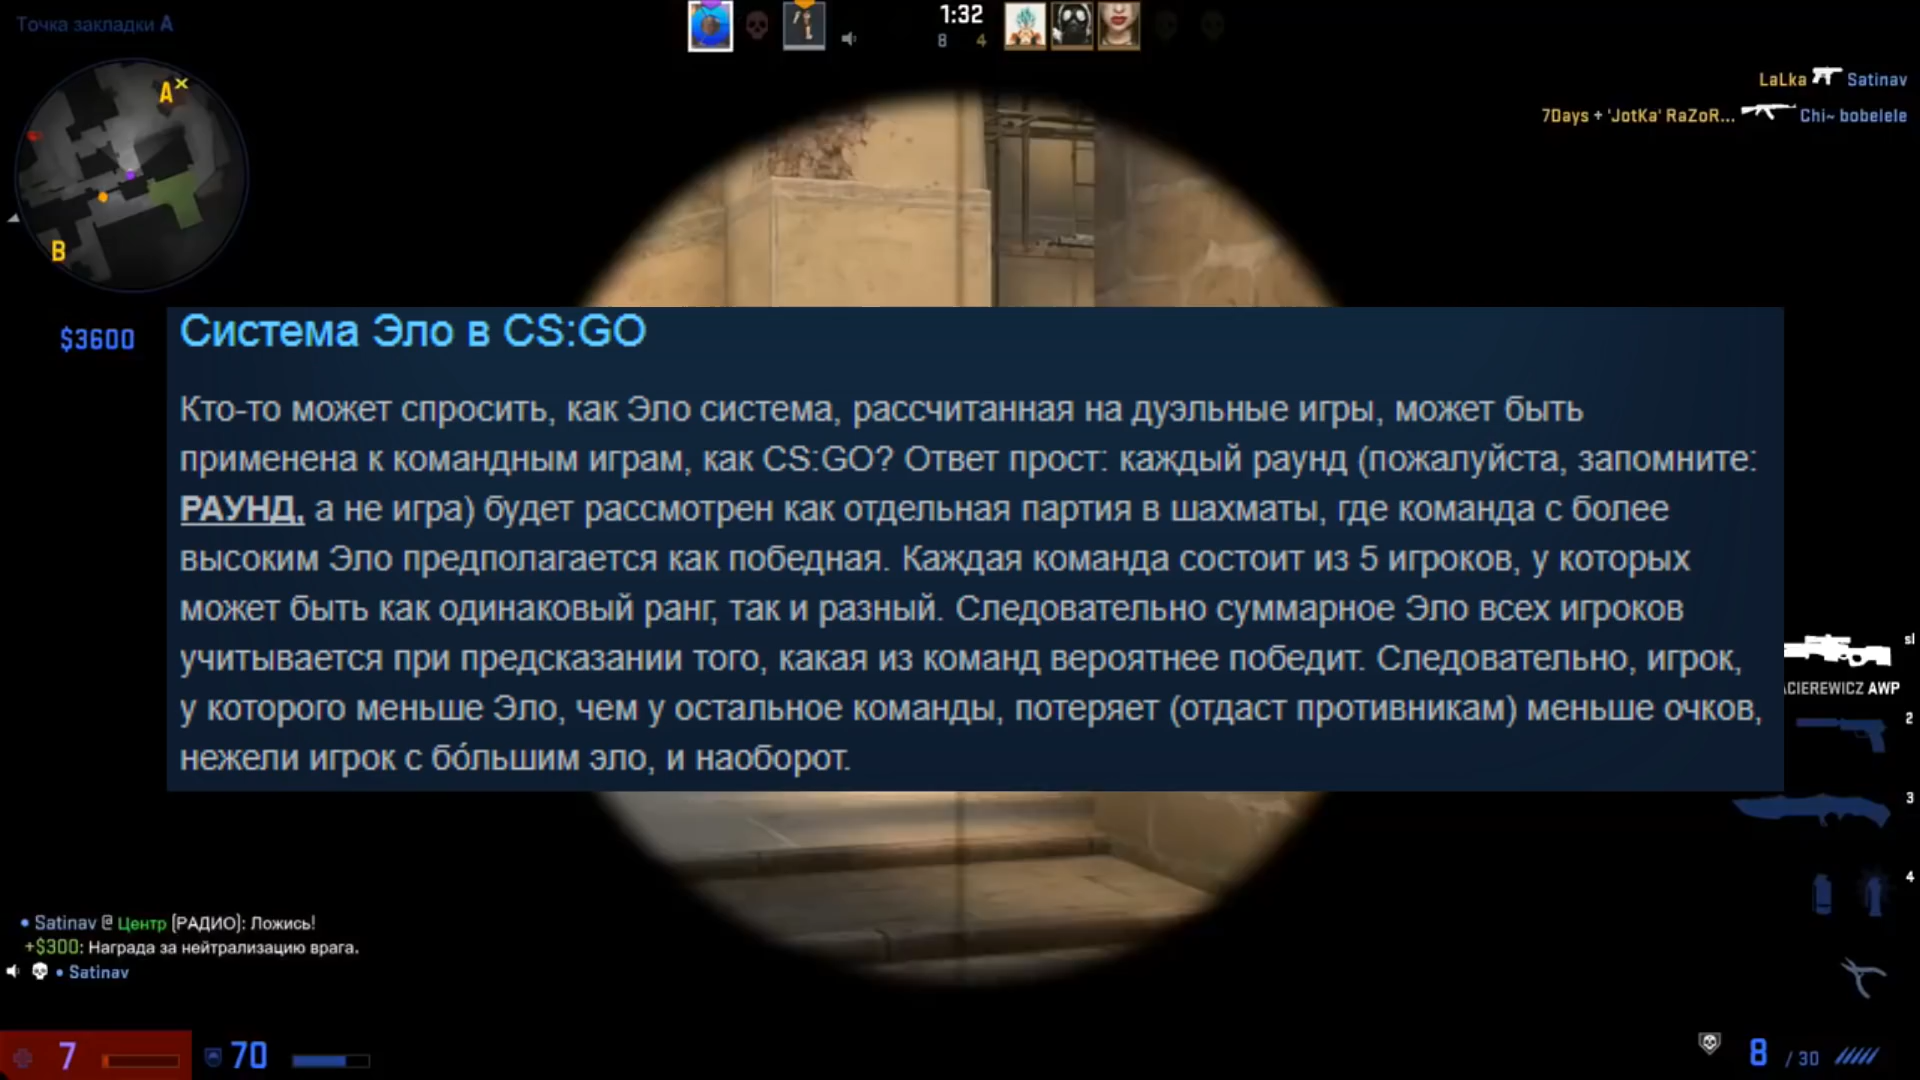 Точка закладки A
1:32
8 4
A
B
LaLka Satinav
7Days + 'JotKa' RaZoR... Chi~ bobelele
$3600
Система Эло в CS:GO
Кто-то может спросить, как Эло система, рассчитанная на дуэльные игры, может быть
применена к командным играм, как CS:GO? Ответ прост: каждый раунд (пожалуйста, запомните:
РАУНД, а не игра) будет рассмотрен как отдельная партия в шахматы, где команда с более
высоким Эло предполагается как победная. Каждая команда состоит из 5 игроков, у которых
может быть как одинаковый ранг, так и разный. Следовательно суммарное Эло всех игроков
учитывается при предсказании того, какая из команд вероятнее победит. Следовательно, игрок,
у которого меньше Эло, чем у остальное команды, потеряет (отдаст противникам) меньше очков,
нежели игрок с бо́льшим эло, и наоборот.
CIEREWICZ AWP
2
3
4
• Satinav @ Центр (РАДИО): Ложись!
+$300: Награда за нейтрализацию врага.
• Satinav
7
70
8 / 30